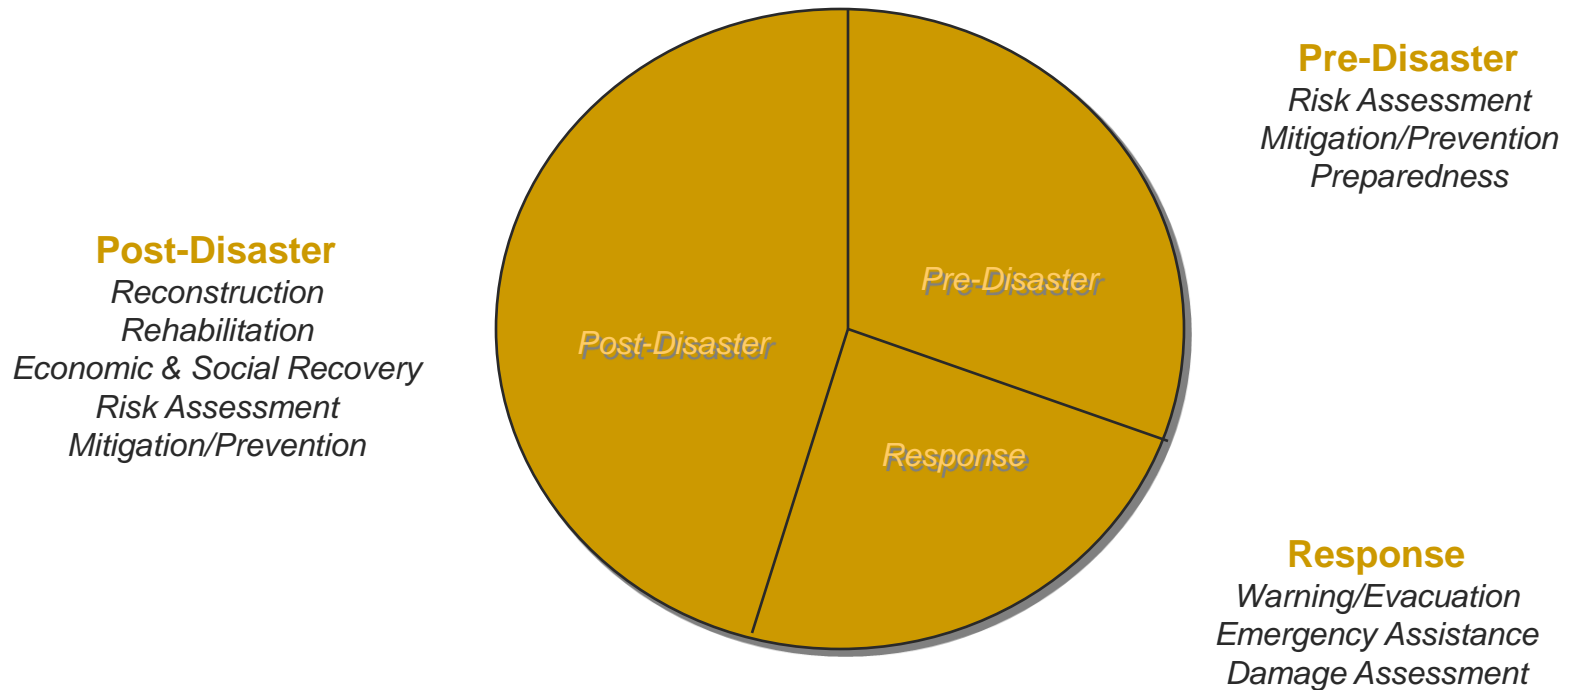 Pre-Disaster
Risk Assessment
Mitigation/Prevention
Preparedness
Post-Disaster
Reconstruction
Rehabilitation
Economic & Social Recovery
Risk Assessment
Mitigation/Prevention
Pre-Disaster
Post-Disaster
Response
Response
Warning/Evacuation
Emergency Assistance
Damage Assessment